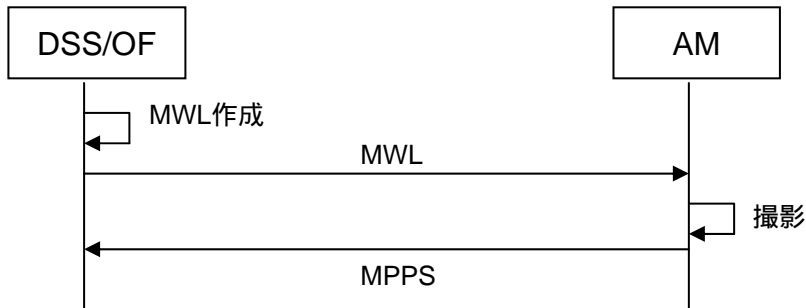 DSS/OF
AM
MWL作成
MWL
撮影
MPPS